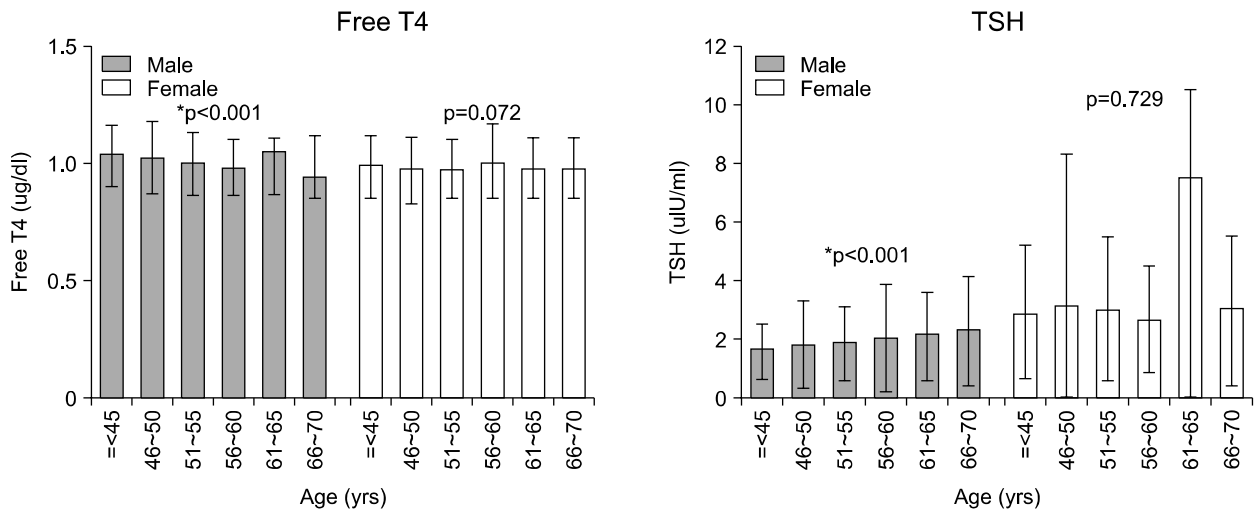 Free T4
1.5
1.0
0.5
0
Free T4 (ug/dl)
Male
Female
*p<0.001
p=0.072
=<45
46~50
51~55
56~60
61~65
66~70
=<45
46~50
51~55
56~60
61~65
66~70
Age (yrs)
TSH
12
10
8
6
4
2
0
TSH (uIU/ml)
Male
Female
*p<0.001
p=0.729
=<45
46~50
51~55
56~60
61~65
66~70
=<45
46~50
51~55
56~60
61~65
66~70
Age (yrs)